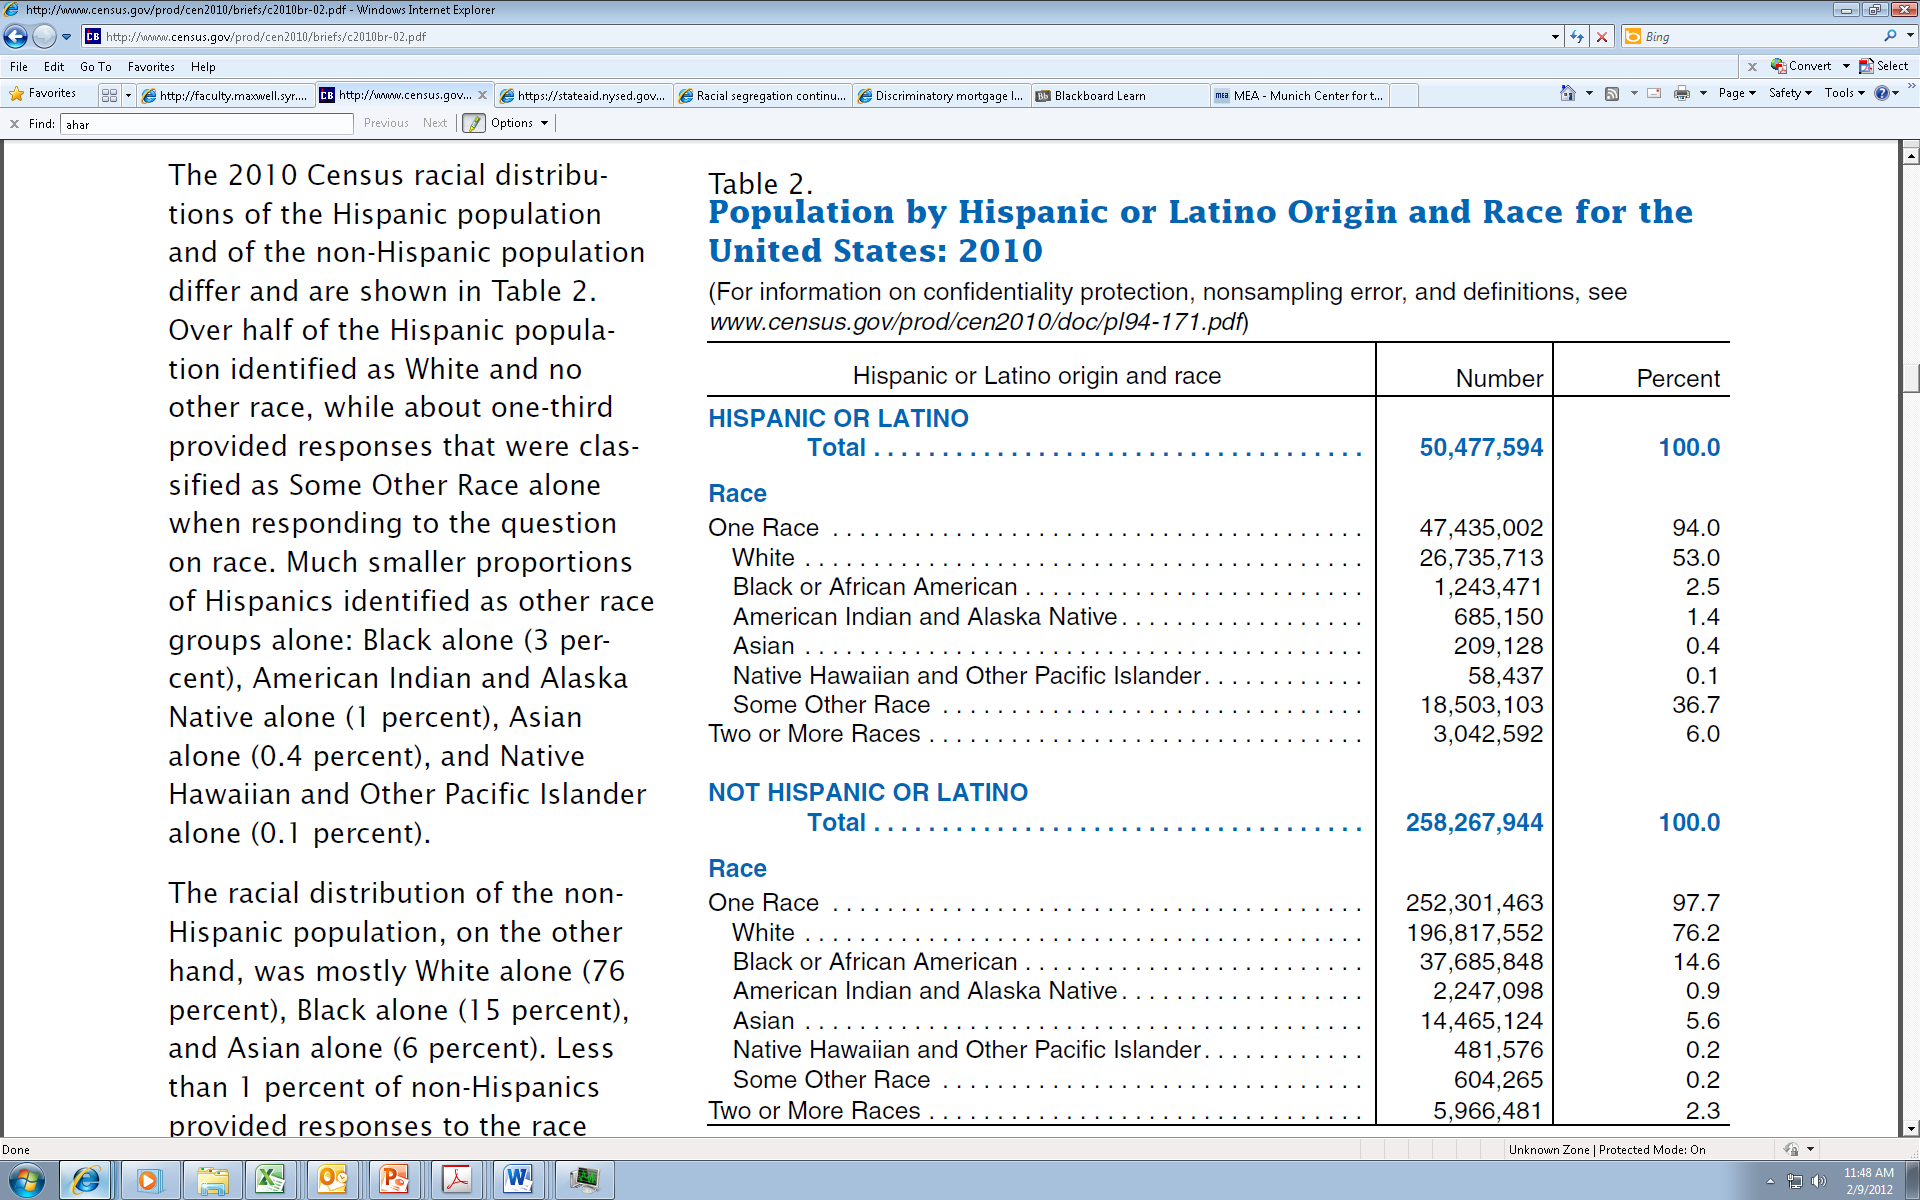 http://www.census.gov/prod/cen2010/briefs/c2010br-02.pdf - Windows Internet Explorer
http://www.census.gov/prod/cen2010/briefs/c2010br-02.pdf
Bing
File Edit Go To Favorites Help
Convert Select
Favorites
http://faculty.maxwell.syr....
http://www.census.gov...
https://stateaid.nysed.gov...
Racial segregation continu...
Discriminatory mortgage l...
Blackboard Learn
MEA - Munich Center for t...
Page Safety Tools
Find: ahar Previous Next Options
The 2010 Census racial distribu-
tions of the Hispanic population
and of the non-Hispanic population
differ and are shown in Table 2.
Over half of the Hispanic popula-
tion identified as White and no
other race, while about one-third
provided responses that were clas-
sified as Some Other Race alone
when responding to the question
on race. Much smaller proportions
of Hispanics identified as other race
groups alone: Black alone (3 per-
cent), American Indian and Alaska
Native alone (1 percent), Asian
alone (0.4 percent), and Native
Hawaiian and Other Pacific Islander
alone (0.1 percent).
The racial distribution of the non-
Hispanic population, on the other
hand, was mostly White alone (76
percent), Black alone (15 percent),
and Asian alone (6 percent). Less
than 1 percent of non-Hispanics
provided responses to the race
Table 2.
Population by Hispanic or Latino Origin and Race for the
United States: 2010
(For information on confidentiality protection, nonsampling error, and definitions, see
www.census.gov/prod/cen2010/doc/pl94-171.pdf)
Hispanic or Latino origin and race Number Percent
HISPANIC OR LATINO
Total 50,477,594 100.0
Race
One Race 47,435,002 94.0
White 26,735,713 53.0
Black or African American 1,243,471 2.5
American Indian and Alaska Native 685,150 1.4
Asian 209,128 0.4
Native Hawaiian and Other Pacific Islander 58,437 0.1
Some Other Race 18,503,103 36.7
Two or More Races 3,042,592 6.0
NOT HISPANIC OR LATINO
Total 258,267,944 100.0
Race
One Race 252,301,463 97.7
White 196,817,552 76.2
Black or African American 37,685,848 14.6
American Indian and Alaska Native 2,247,098 0.9
Asian 14,465,124 5.6
Native Hawaiian and Other Pacific Islander 481,576 0.2
Some Other Race 604,265 0.2
Two or More Races 5,966,481 2.3
Done
Unknown Zone | Protected Mode: On
11:48 AM
2/9/2012